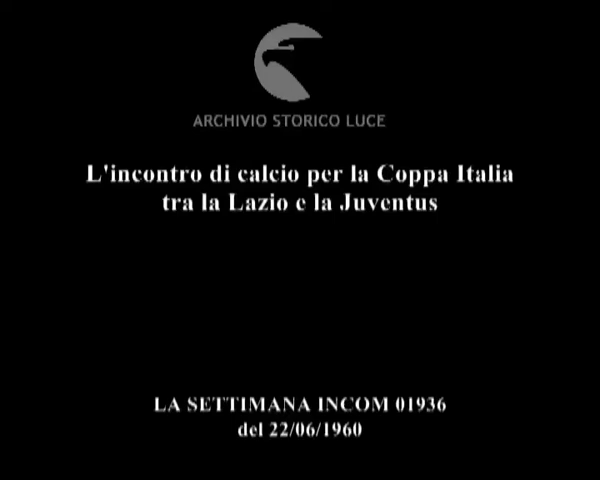 ARCHIVIO STORICO LUCE
L'incontro di calcio per la Coppa Italia
tra la Lazio e la Juventus
LA SETTIMANA INCOM 01936
del 22/06/1960